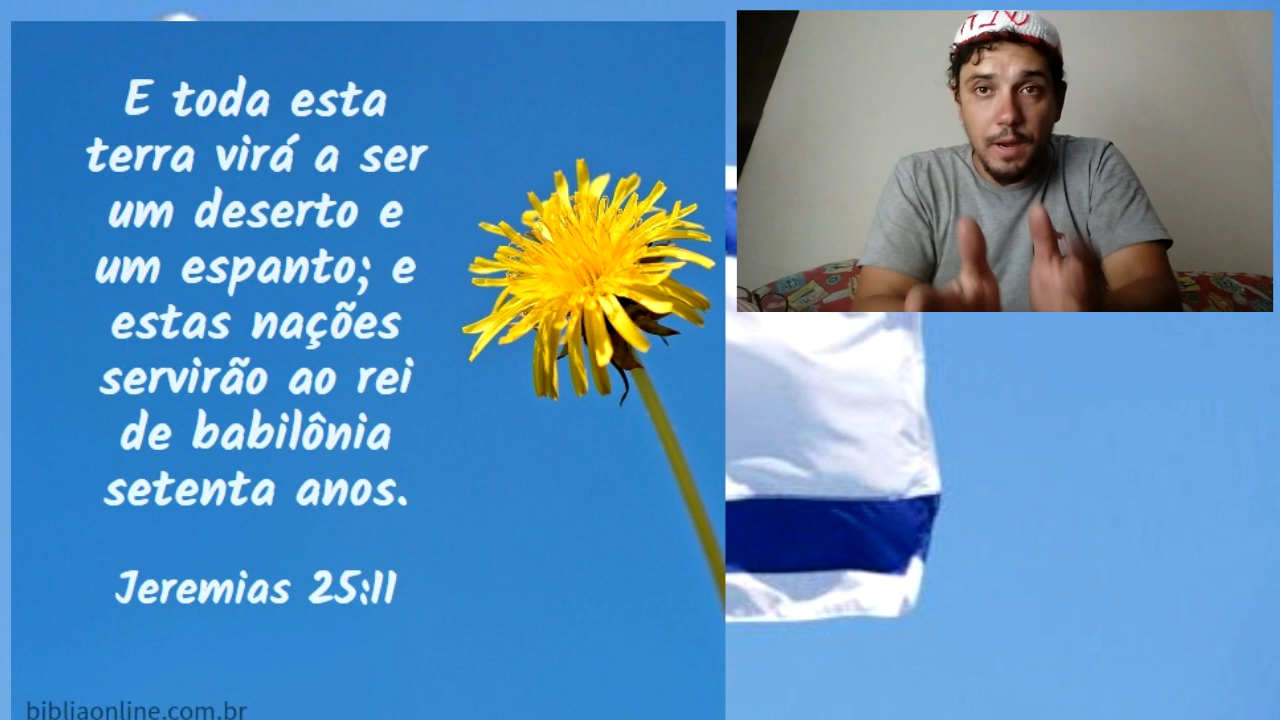 E toda esta
terra virá a ser
um deserto e
um espanto; e
estas nações
servirão ao rei
de babilônia
setenta anos.
Jeremias 25:11
bibliaonline.com.br